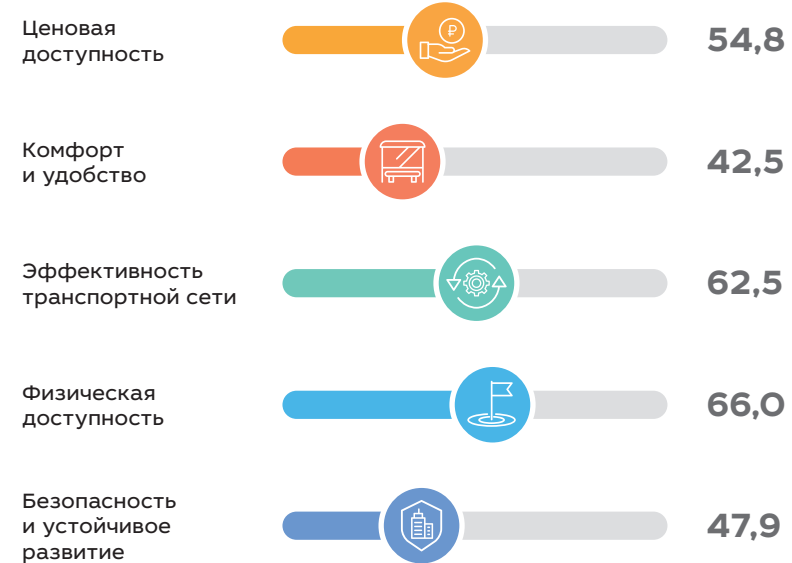 Ценовая
доступность
54,8
Комфорт
и удобство
42,5
Эффективность
транспортной сети
62,5
Физическая
доступность
66,0
Безопасность
и устойчивое
развитие
47,9